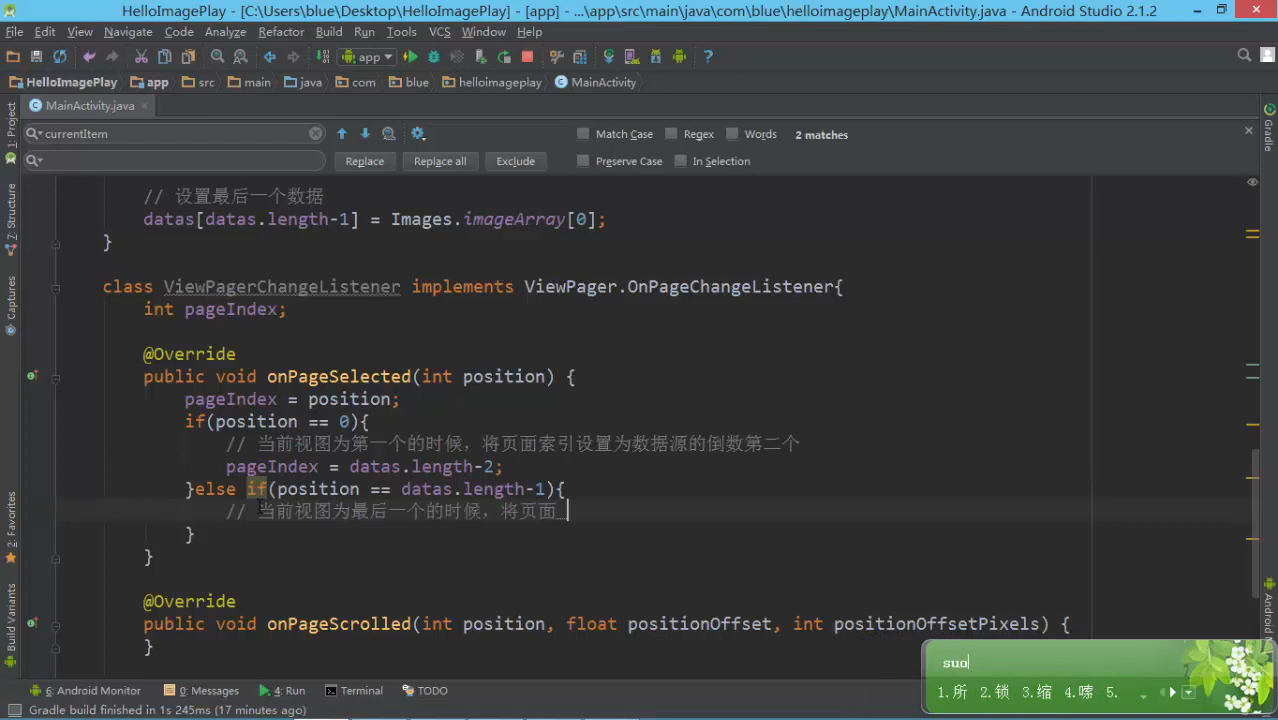 HelloImagePlay - [C:\Users\blue\Desktop\HelloImagePlay] - [app] - ...\app\src\main\java\com\blue\helloimageplay\MainActivity.java - Android Studio 2.1.2
File Edit View Navigate Code Analyze Refactor Build Run Tools VCS Window Help
app
HelloImagePlay app src main java com blue helloimageplay MainActivity
MainActivity.java
currentItem Match Case Regex Words 2 matches
Replace Replace all Exclude Preserve Case In Selection
1: Project
7: Structure
Captures
2: Favorites
Build Variants
Gradle
// 设置最后一个数据
datas[datas.length-1] = Images.imageArray[0];
}
class ViewPagerChangeListener implements ViewPager.OnPageChangeListener{
int pageIndex;
@Override
public void onPageSelected(int position) {
pageIndex = position;
if(position == 0){
// 当前视图为第一个的时候，将页面索引设置为数据源的倒数第二个
pageIndex = datas.length-2;
}else if(position == datas.length-1){
// 当前视图为最后一个的时候，将页面
}
}
@Override
public void onPageScrolled(int position, float positionOffset, int positionOffsetPixels) {
}
suo
1.所 2.锁 3.缩 4.嗦 5.
6: Android Monitor 0: Messages 4: Run Terminal TODO
Gradle build finished in 1s 245ms (17 minutes ago)